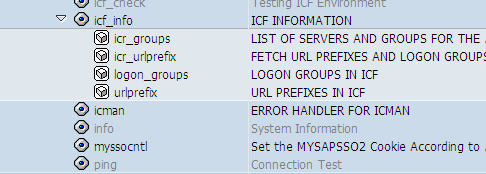 icf_check Testing ICF Environment
icf_info ICF INFORMATION
icr_groups LIST OF SERVERS AND GROUPS FOR THE .
icr_urlprefix FETCH URL PREFIXES AND LOGON GROUPS
logon_groups LOGON GROUPS IN ICF
urlprefix URL PREFIXES IN ICF
icman ERROR HANDLER FOR ICMAN
info System Information
myssocntl Set the MYSAPSSO2 Cookie According to .
ping Connection Test